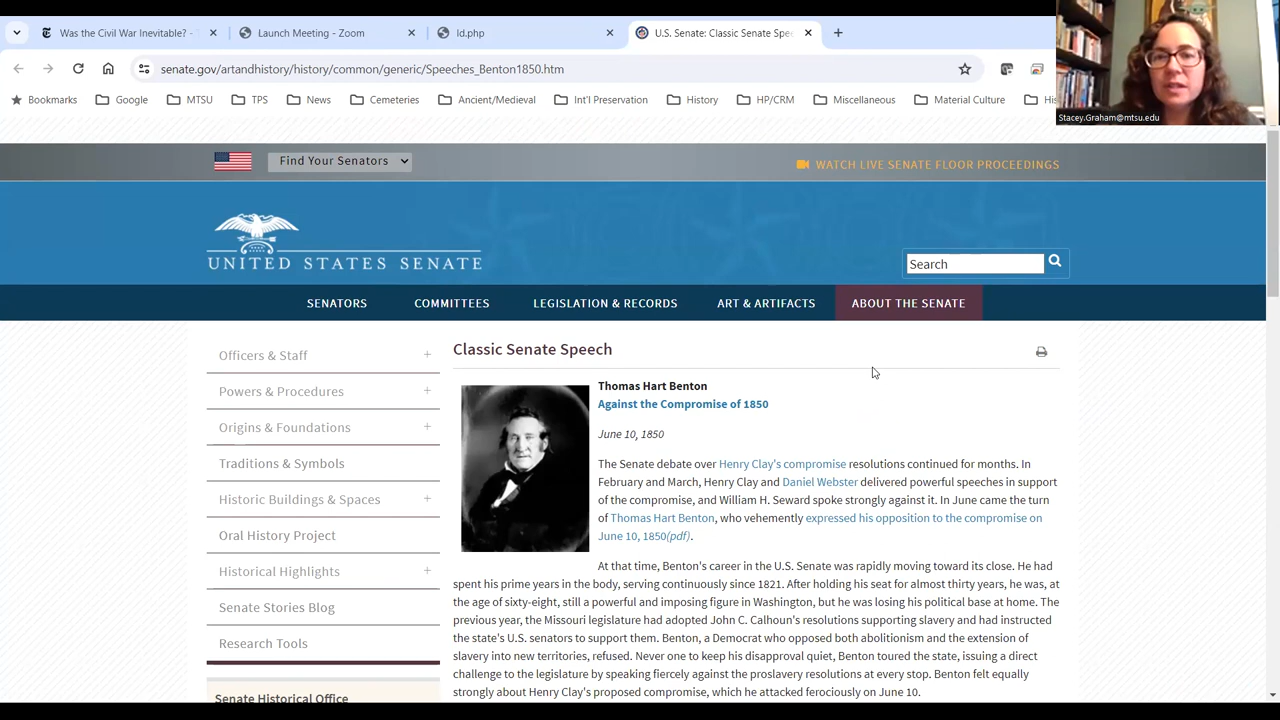 Was the Civil War Inevitable? -
Launch Meeting - Zoom
ld.php
U.S. Senate: Classic Senate Spee
senate.gov/artandhistory/history/common/generic/Speeches_Benton1850.htm
Bookmarks Google MTSU TPS News Cemeteries Ancient/Medieval Int'l Preservation History HP/CRM Miscellaneous Material Culture His
Stacey.Graham@mtsu.edu
Find Your Senators
WATCH LIVE SENATE FLOOR PROCEEDINGS
UNITED STATES SENATE
Search
SENATORS COMMITTEES LEGISLATION & RECORDS ART & ARTIFACTS ABOUT THE SENATE
Officers & Staff +
Powers & Procedures +
Origins & Foundations +
Traditions & Symbols
Historic Buildings & Spaces +
Oral History Project
Historical Highlights +
Senate Stories Blog
Research Tools
Senate Historical Office
Classic Senate Speech
Thomas Hart Benton
Against the Compromise of 1850
June 10, 1850
The Senate debate over Henry Clay's compromise resolutions continued for months. In
February and March, Henry Clay and Daniel Webster delivered powerful speeches in support
of the compromise, and William H. Seward spoke strongly against it. In June came the turn
of Thomas Hart Benton, who vehemently expressed his opposition to the compromise on
June 10, 1850(pdf).
At that time, Benton's career in the U.S. Senate was rapidly moving toward its close. He had
spent his prime years in the body, serving continuously since 1821. After holding his seat for almost thirty years, he was, at
the age of sixty-eight, still a powerful and imposing figure in Washington, but he was losing his political base at home. The
previous year, the Missouri legislature had adopted John C. Calhoun's resolutions supporting slavery and had instructed
the state's U.S. senators to support them. Benton, a Democrat who opposed both abolitionism and the extension of
slavery into new territories, refused. Never one to keep his disapproval quiet, Benton toured the state, issuing a direct
challenge to the legislature by speaking fiercely against the proslavery resolutions at every stop. Benton felt equally
strongly about Henry Clay's proposed compromise, which he attacked ferociously on June 10.